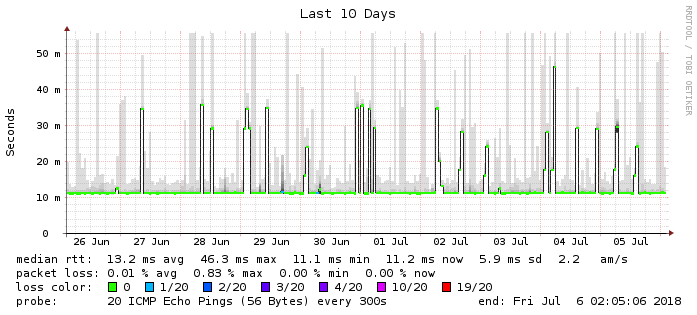 Last 10 Days
RRDTOOL / TOBI OETIKER
Seconds
50 m
40 m
30 m
20 m
10 m
0
26 Jun 27 Jun 28 Jun 29 Jun 30 Jun 01 Jul 02 Jul 03 Jul 04 Jul 05 Jul
median rtt: 13.2 ms avg 46.3 ms max 11.1 ms min 11.2 ms now 5.9 ms sd 2.2 am/s
packet loss: 0.01 % avg 0.83 % max 0.00 % min 0.00 % now
loss color: 0 1/20 2/20 3/20 4/20 10/20 19/20
probe: 20 ICMP Echo Pings (56 Bytes) every 300s end: Fri Jul 6 02:05:06 2018